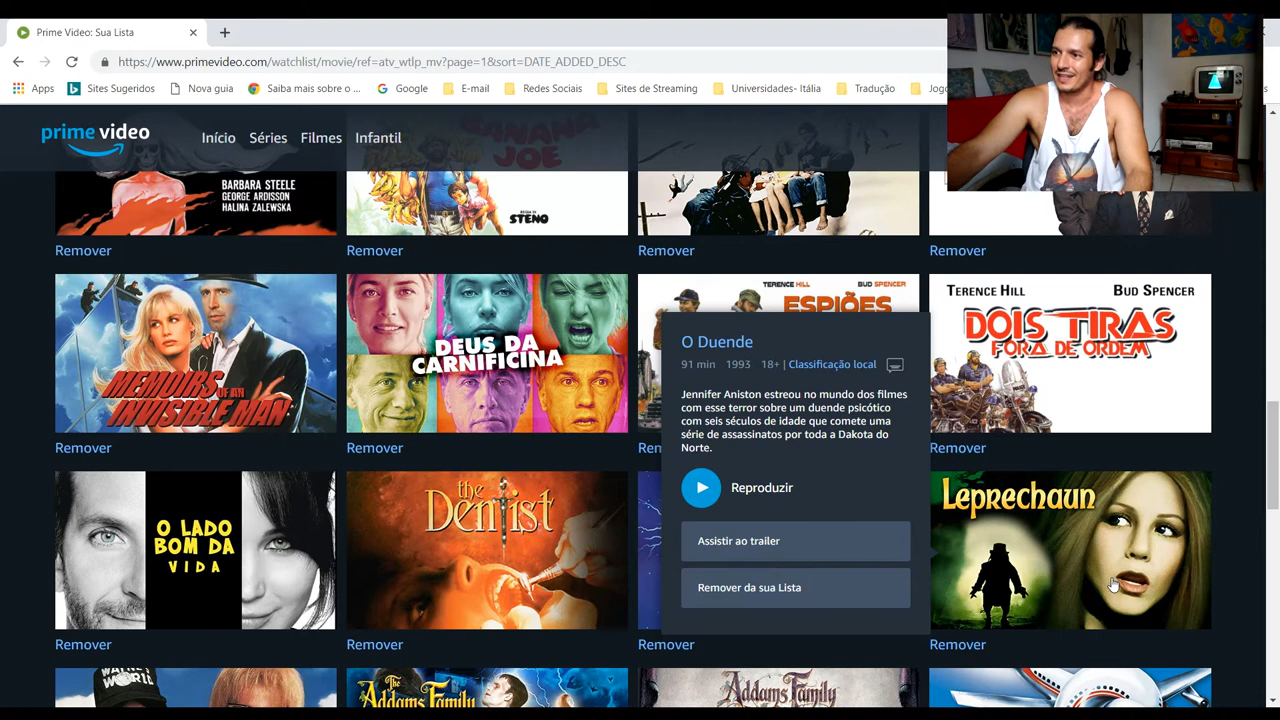 Prime Video: Sua Lista
https://www.primevideo.com/watchlist/movie/ref=atv_wtlp_mv?page=1&sort=DATE_ADDED_DESC
Apps
Sites Sugeridos
Nova guia
Saiba mais sobre o ...
Google
E-mail
Redes Sociais
Sites de Streaming
Universidades- Itália
Tradução
prime video
Início
Séries
Filmes
Infantil
BANANA
JOE
BARBARA STEELE
GEORGE ARDISSON
HALINA ZALEWSKA
STENO
Remover
Remover
Remover
Remover
MEMOIRS OF AN
INVISIBLE MAN
DEUS DA
CARNIFICINA
TERENCE HILL
BUD SPENCER
ESPIÕES
TERENCE HILL
BUD SPENCER
DOIS TIRAS
FORA DE ORDEM
O Duende
91 min 1993 18+ | Classificação local
Jennifer Aniston estreou no mundo dos filmes
com esse terror sobre um duende psicótico
com seis séculos de idade que comete uma
série de assassinatos por toda a Dakota do
Norte.
Reproduzir
Assistir ao trailer
Remover da sua Lista
Remover
Remover
Remover
O LADO
BOM DA
VIDA
the
Dentist
Leprechaun
Remover
Remover
Remover
Remover
WAYNE'S
WORLD
The
Addams Family
The
Addams Family